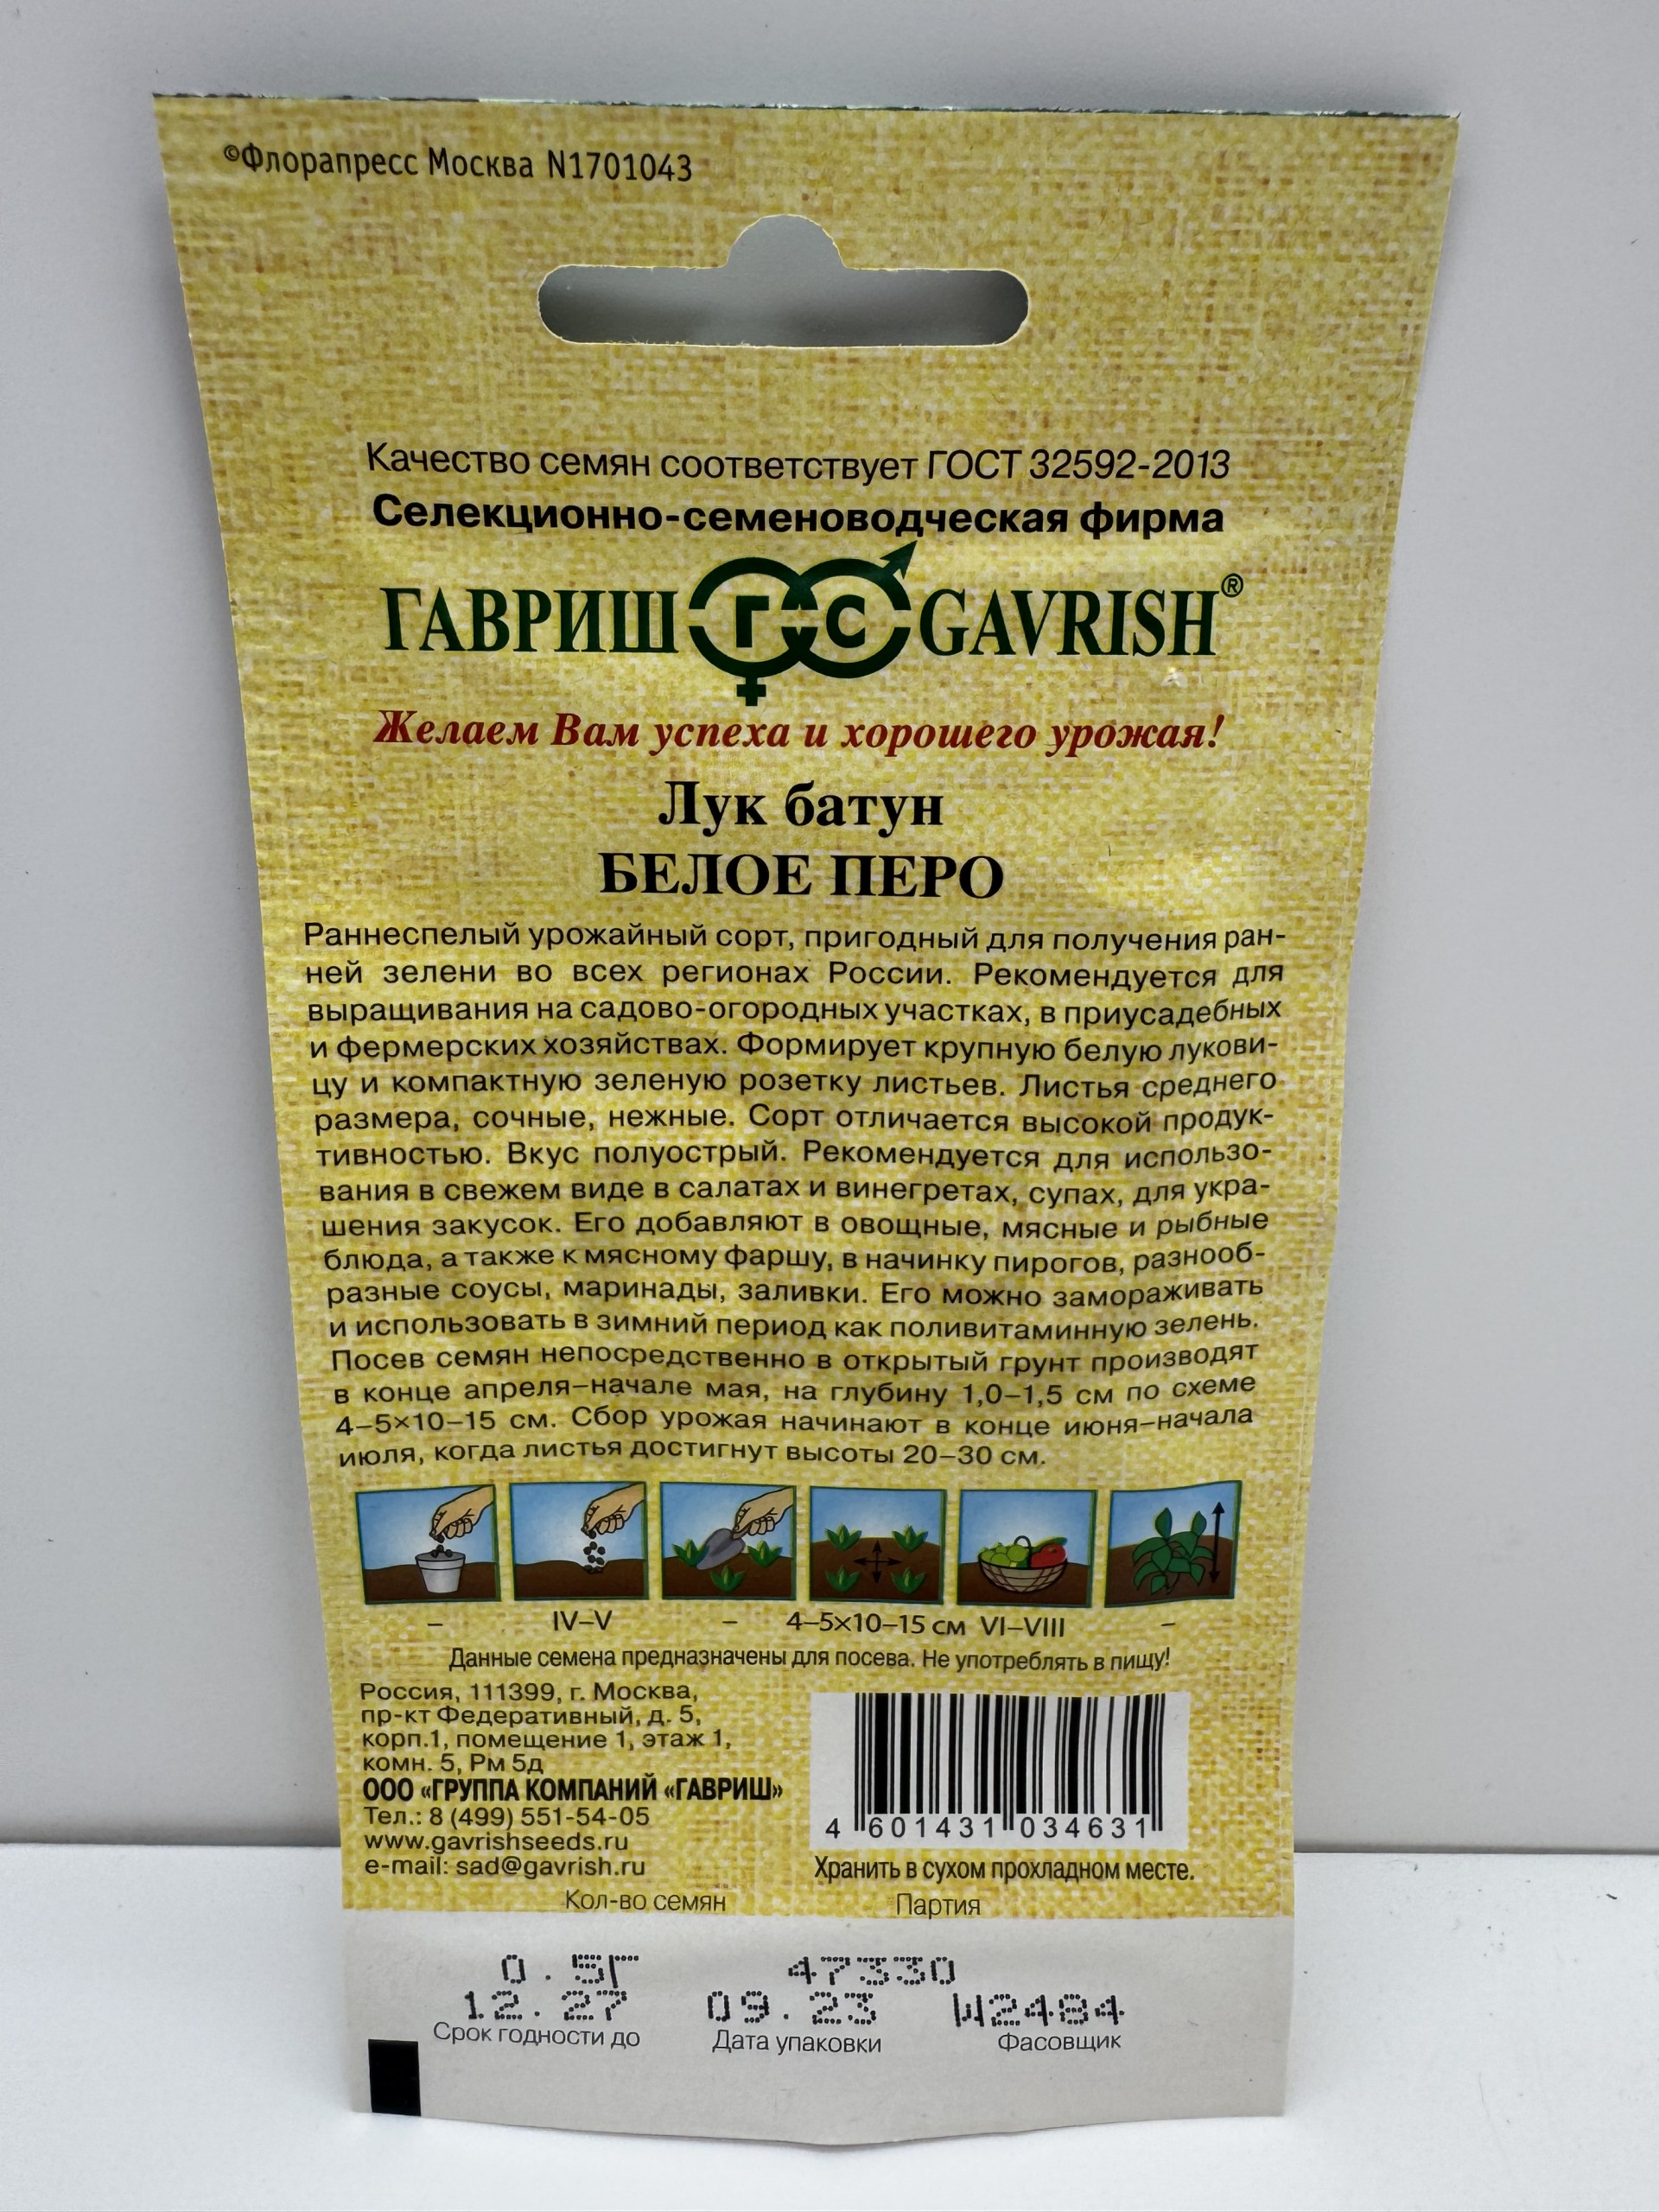 ©Флорапресс Москва N1701043
Качество семян соответствует ГОСТ 32592-2013
Селекционно-семеноводческая фирма
ГАВРИШ ГС GAVRISH®
Желаем Вам успеха и хорошего урожая!
Лук батун
БЕЛОЕ ПЕРО
Раннеспелый урожайный сорт, пригодный для получения ран-
ней зелени во всех регионах России. Рекомендуется для
выращивания на садово-огородных участках, в приусадебных
и фермерских хозяйствах. Формирует крупную белую лукови-
цу и компактную зеленую розетку листьев. Листья среднего
размера, сочные, нежные. Сорт отличается высокой продук-
тивностью. Вкус полуострый. Рекомендуется для использо-
вания в свежем виде в салатах и винегретах, супах, для укра-
шения закусок. Его добавляют в овощные, мясные и рыбные
блюда, а также к мясному фаршу, в начинку пирогов, разнооб-
разные соусы, маринады, заливки. Его можно замораживать
и использовать в зимний период как поливитаминную зелень.
Посев семян непосредственно в открытый грунт производят
в конце апреля–начале мая, на глубину 1,0–1,5 см по схеме
4–5×10–15 см. Сбор урожая начинают в конце июня–начала
июля, когда листья достигнут высоты 20–30 см.
– IV–V – 4–5×10–15 см VI–VIII –
Данные семена предназначены для посева. Не употреблять в пищу!
Россия, 111399, г. Москва,
пр-кт Федеративный, д. 5,
корп.1, помещение 1, этаж 1,
комн. 5, Рм 5д
ООО «ГРУППА КОМПАНИЙ «ГАВРИШ»
Тел.: 8 (499) 551-54-05
www.gavrishseeds.ru
e-mail: sad@gavrish.ru
4 601431 034631
Хранить в сухом прохладном месте.
Кол-во семян Партия
0.5Г 47330
12.27 09.23 W2484
Срок годности до Дата упаковки Фасовщик